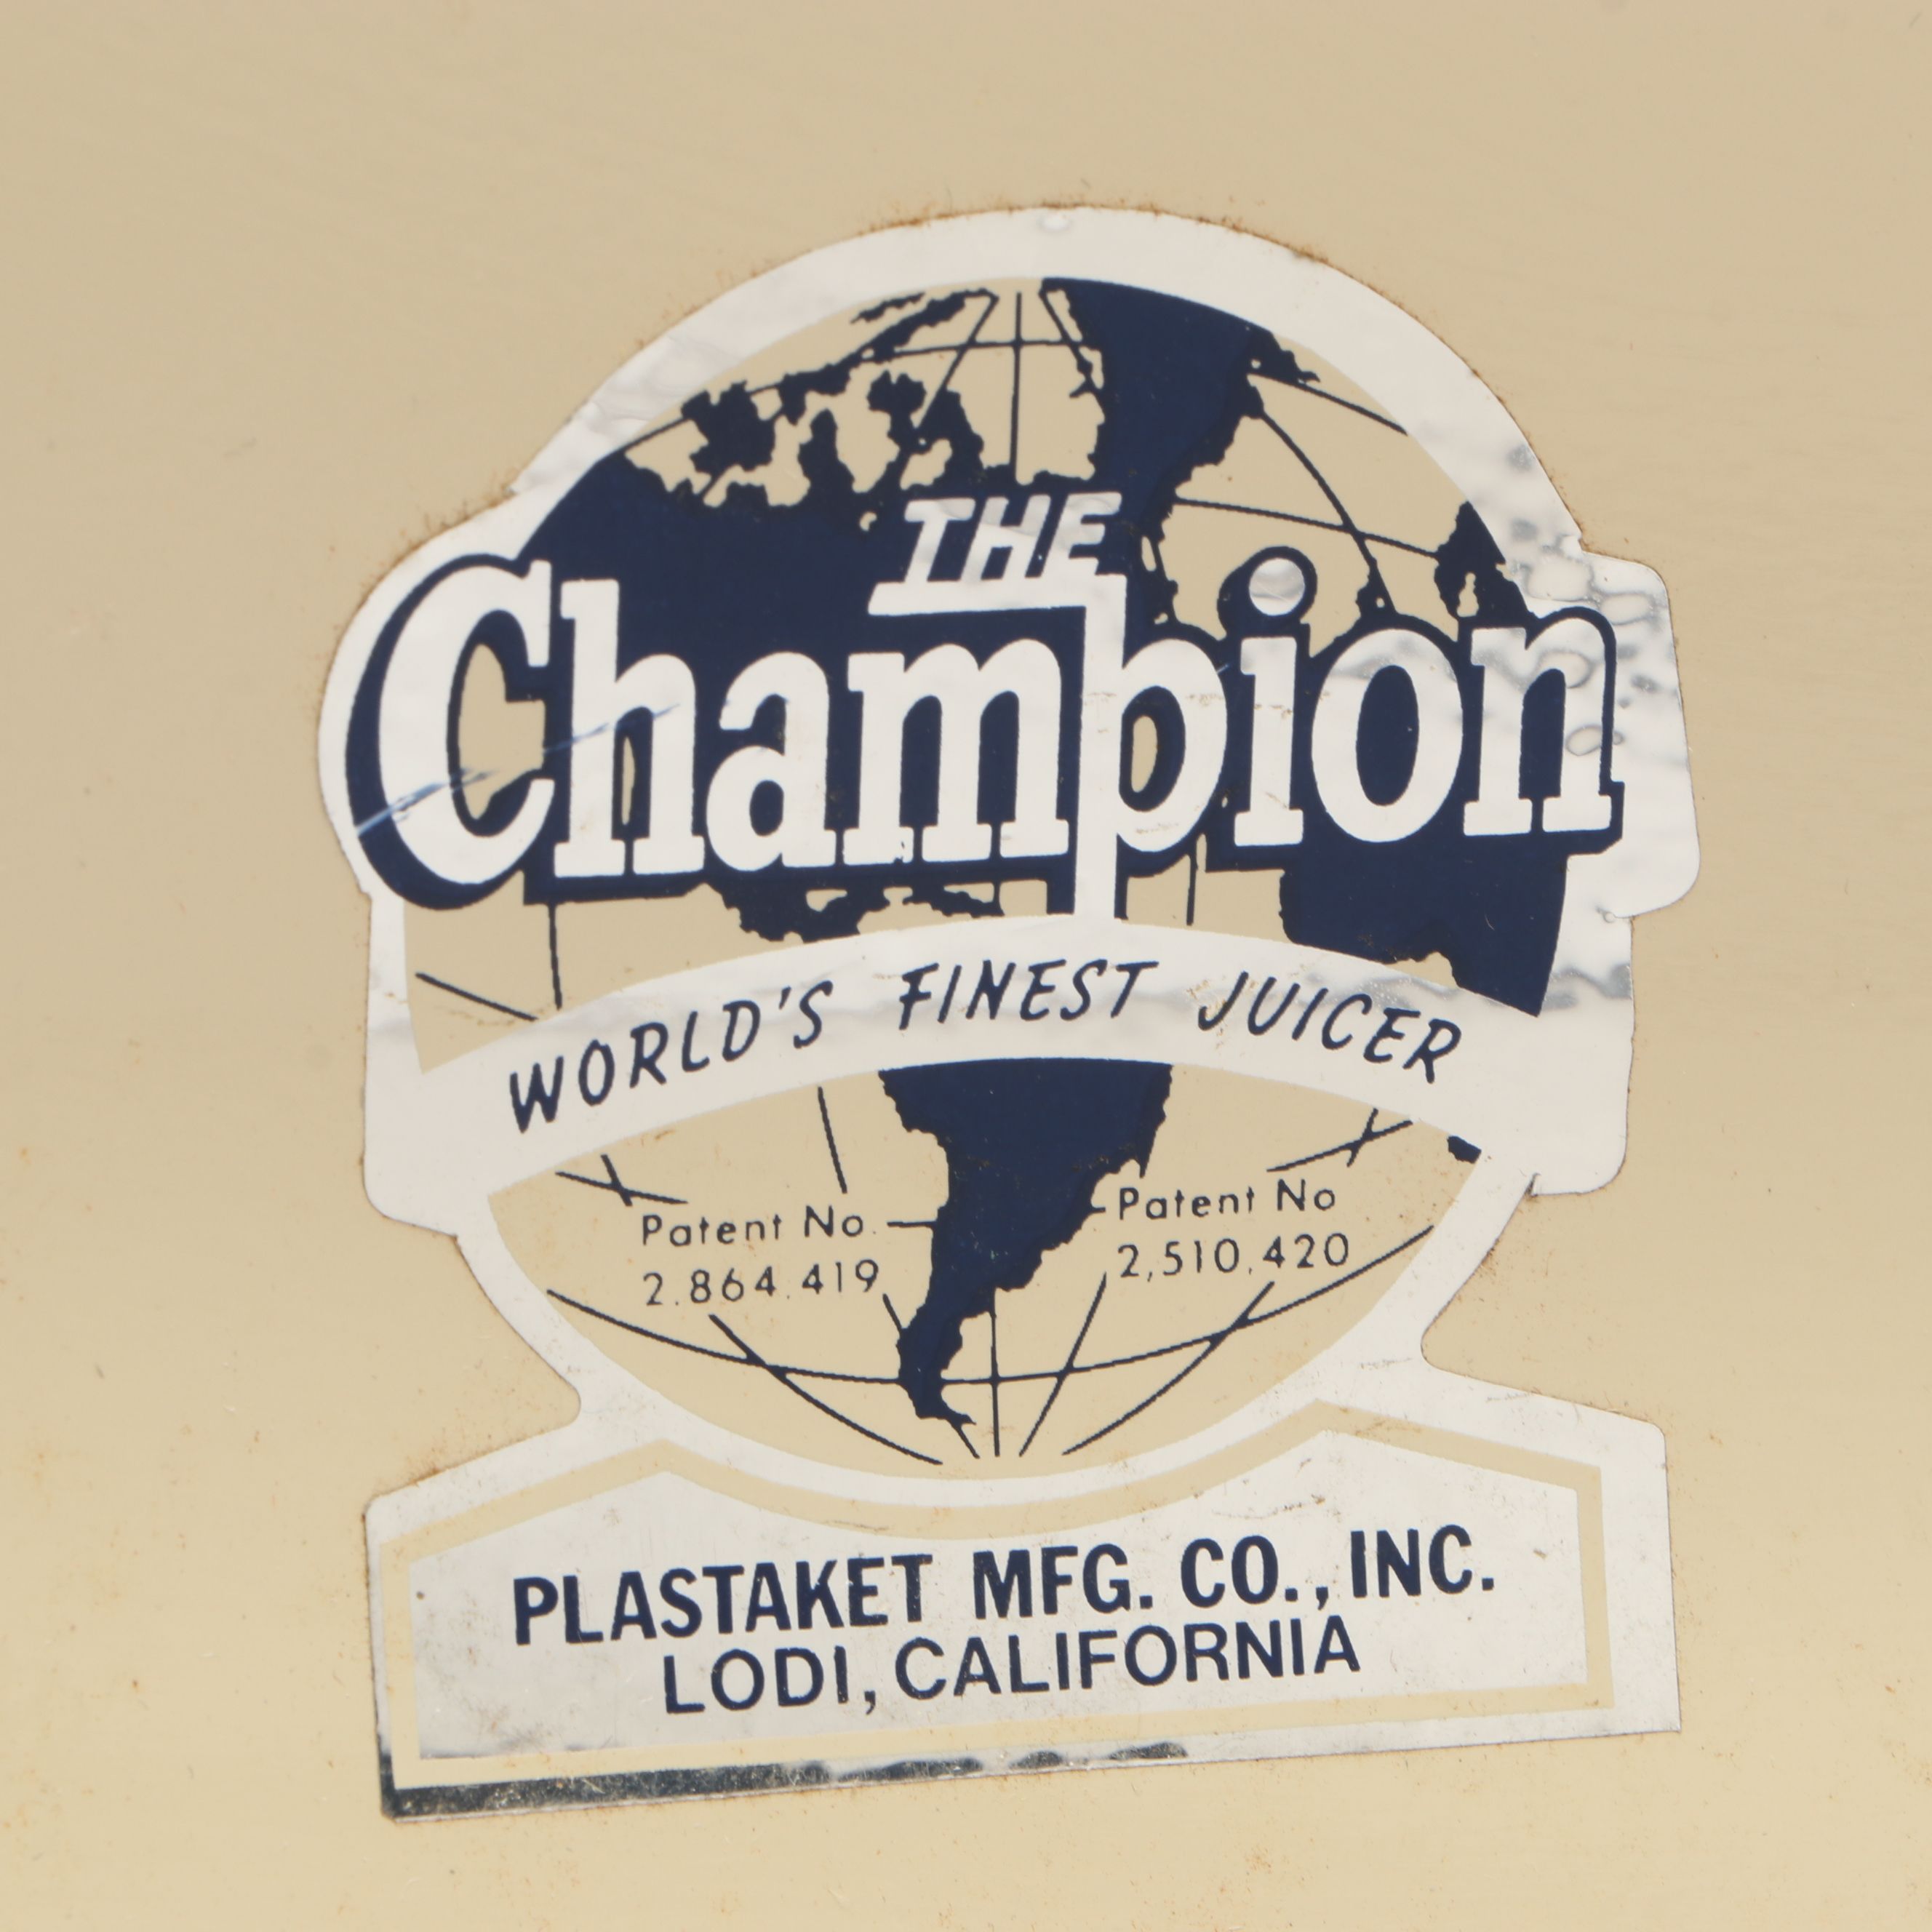 THE
Champion
WORLD'S FINEST JUICER
Patent No.
2.864.419
Patent No
2,510.420
PLASTAKET MFG. CO., INC.
LODI, CALIFORNIA